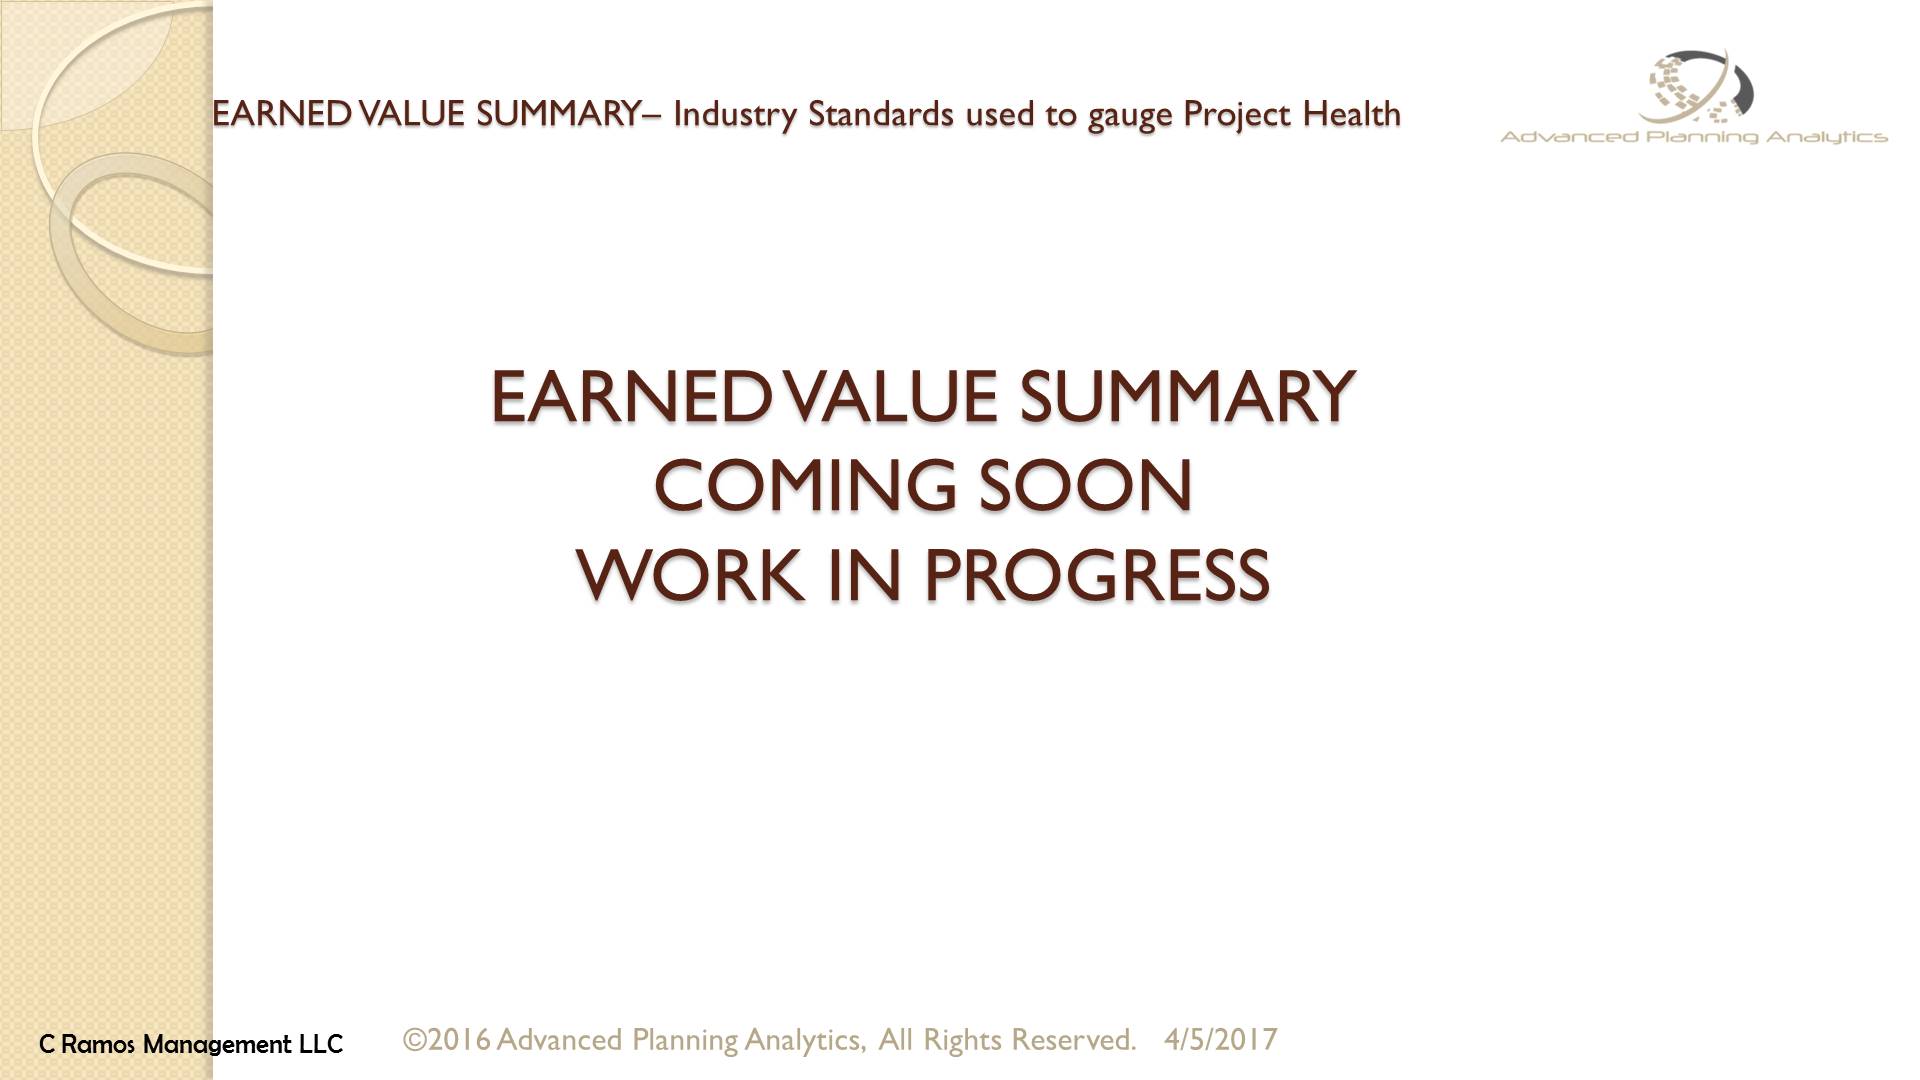 EARNED VALUE SUMMARY– Industry Standards used to gauge Project Health
Advanced Planning Analytics
EARNED VALUE SUMMARY
COMING SOON
WORK IN PROGRESS
C Ramos Management LLC
©2016 Advanced Planning Analytics, All Rights Reserved. 4/5/2017